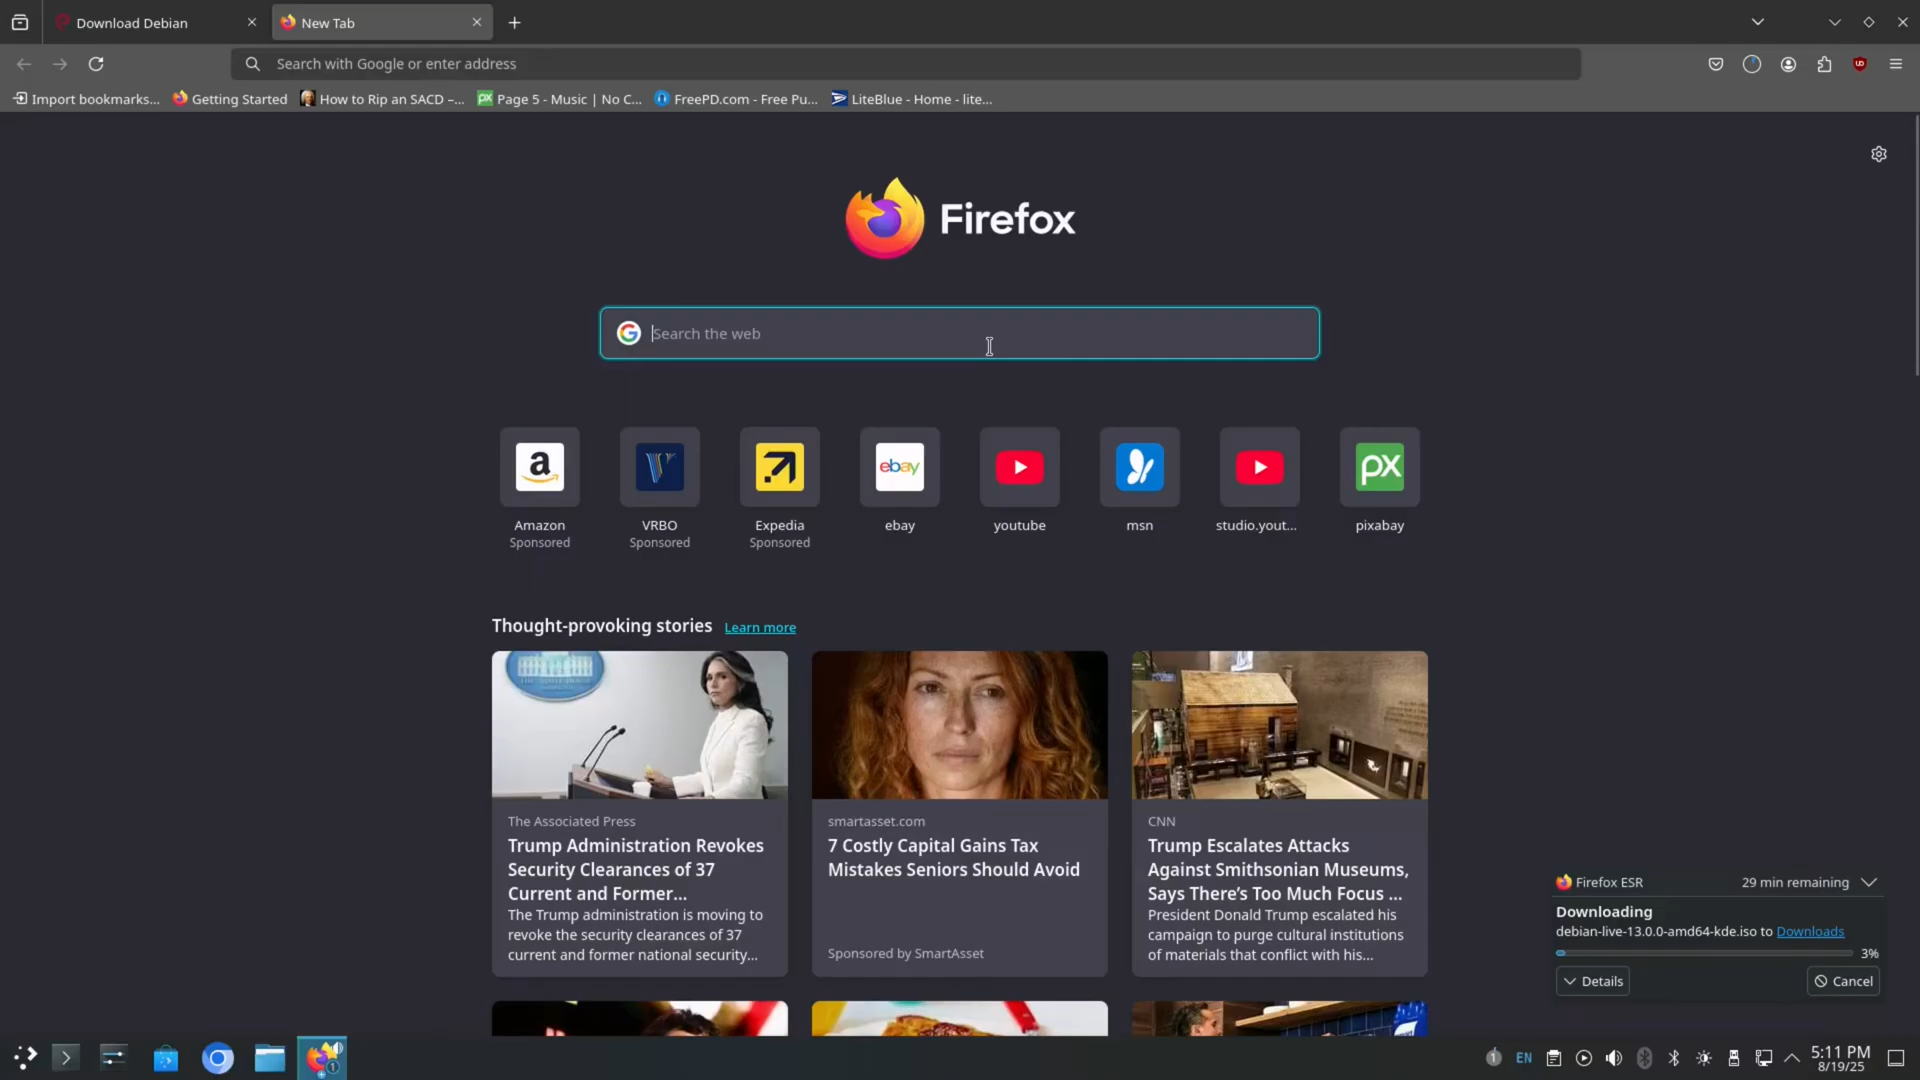 Download Debian
New Tab
Search with Google or enter address
UD
Import bookmarks...
Getting Started
How to Rip an SACD –...
PX
Page 5 - Music | No C...
FreePD.com - Free Pu...
LiteBlue - Home - lite...
Firefox
G
Search the web
a
V
ebay
px
Amazon
Sponsored
VRBO
Sponsored
Expedia
Sponsored
ebay
youtube
msn
studio.yout...
pixabay
Thought-provoking stories
Learn more
The Associated Press
Trump Administration Revokes
Security Clearances of 37
Current and Former...
The Trump administration is moving to
revoke the security clearances of 37
current and former national security...
smartasset.com
7 Costly Capital Gains Tax
Mistakes Seniors Should Avoid
Sponsored by SmartAsset
CNN
Trump Escalates Attacks
Against Smithsonian Museums,
Says There’s Too Much Focus ...
President Donald Trump escalated his
campaign to purge cultural institutions
of materials that conflict with his...
Firefox ESR
29 min remaining
Downloading
debian-live-13.0.0-amd64-kde.iso to Downloads
3%
Details
Cancel
1
1
EN
5:11 PM
8/19/25